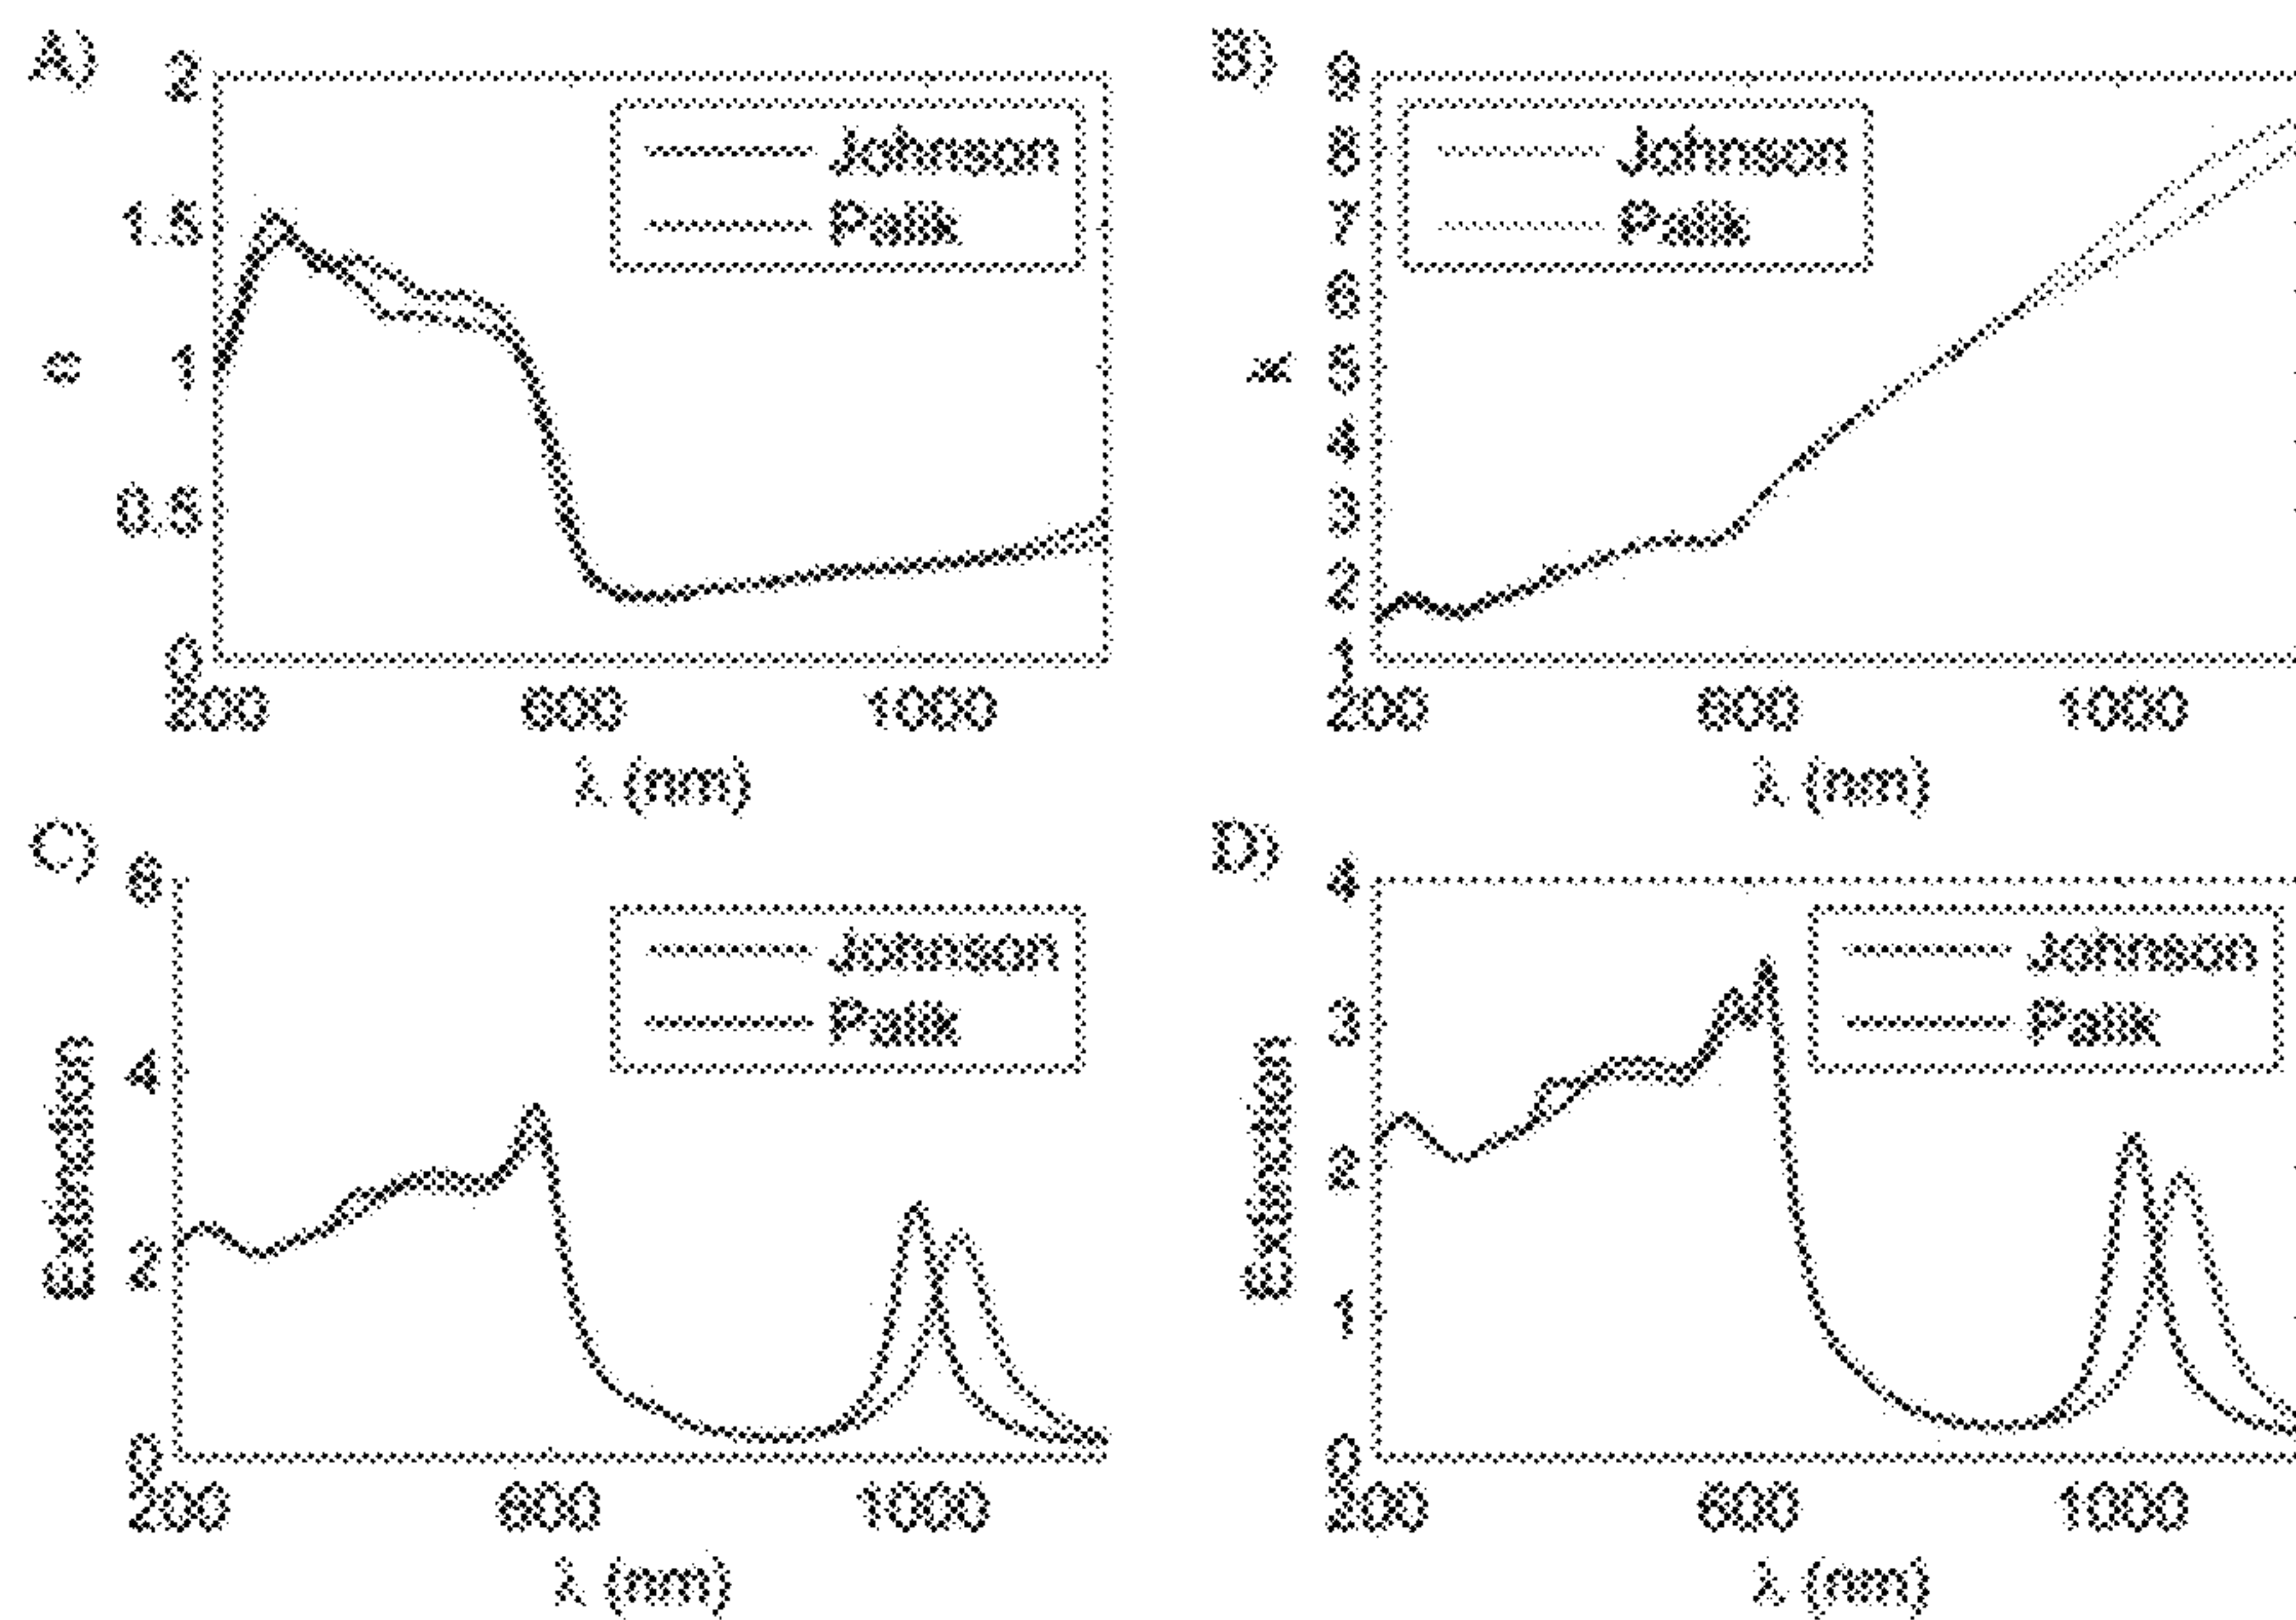 A)
2
1.5
1
0.5
0
n
Johnson
Palik
200 600 1000
λ (nm)
B)
9
8
7
6
5
4
3
2
1
k
Johnson
Palik
200 600 1000
λ (nm)
C)
6
4
2
0
Extinction
Johnson
Palik
200 600 1000
λ (nm)
D)
4
3
2
1
0
Extinction
Johnson
Palik
200 600 1000
λ (nm)